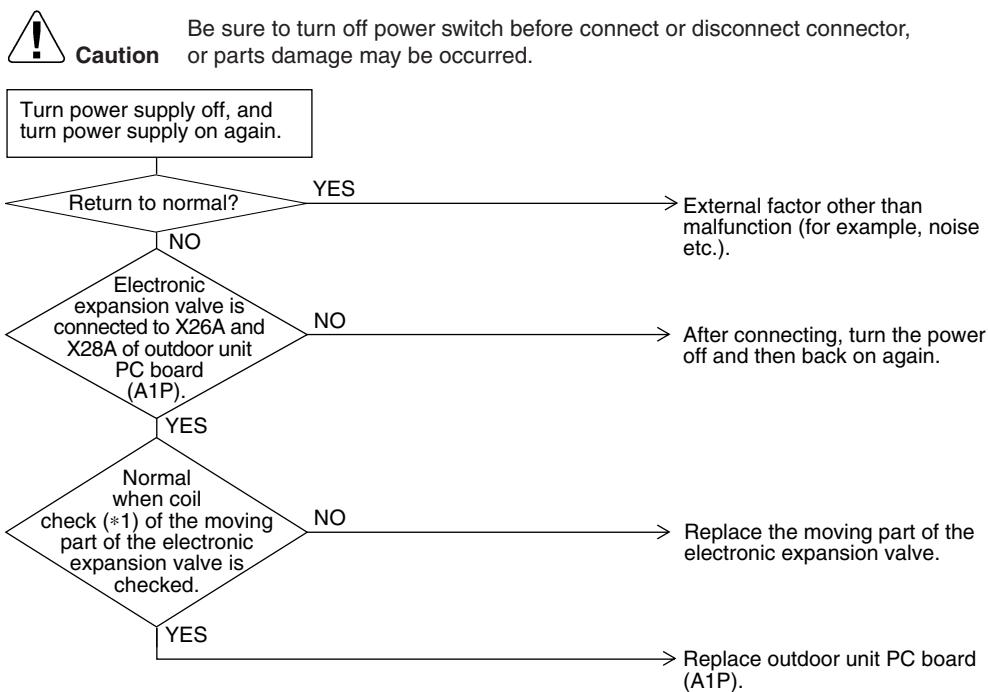 Be sure to turn off power switch before connect or disconnect connector,
Caution or parts damage may be occurred.
Turn power supply off, and
turn power supply on again.
Return to normal?
YES
External factor other than
malfunction (for example, noise
etc.).
NO
Electronic
expansion valve is
connected to X26A and
X28A of outdoor unit
PC board
(A1P).
NO
After connecting, turn the power
off and then back on again.
YES
Normal
when coil
check (*1) of the moving
part of the electronic
expansion valve is
checked.
NO
Replace the moving part of the
electronic expansion valve.
YES
Replace outdoor unit PC board
(A1P).